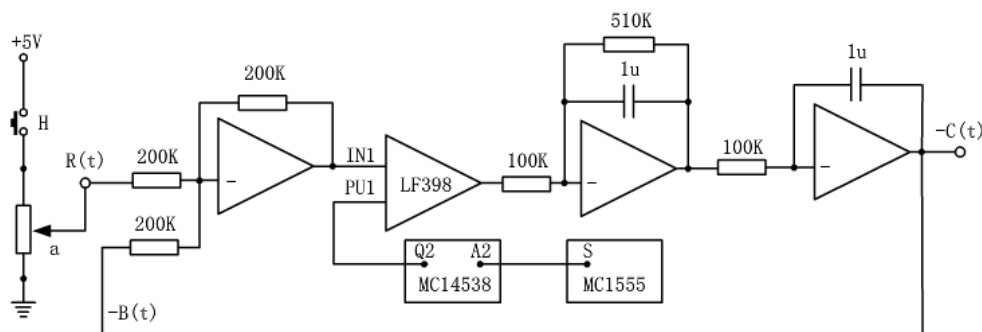 +5V
H
R(t)
a
200K
200K
200K
-B(t)
-
IN1
PU1
LF398
Q2
A2
MC14538
S
MC1555
100K
510K
1u
-
100K
1u
-
-C(t)